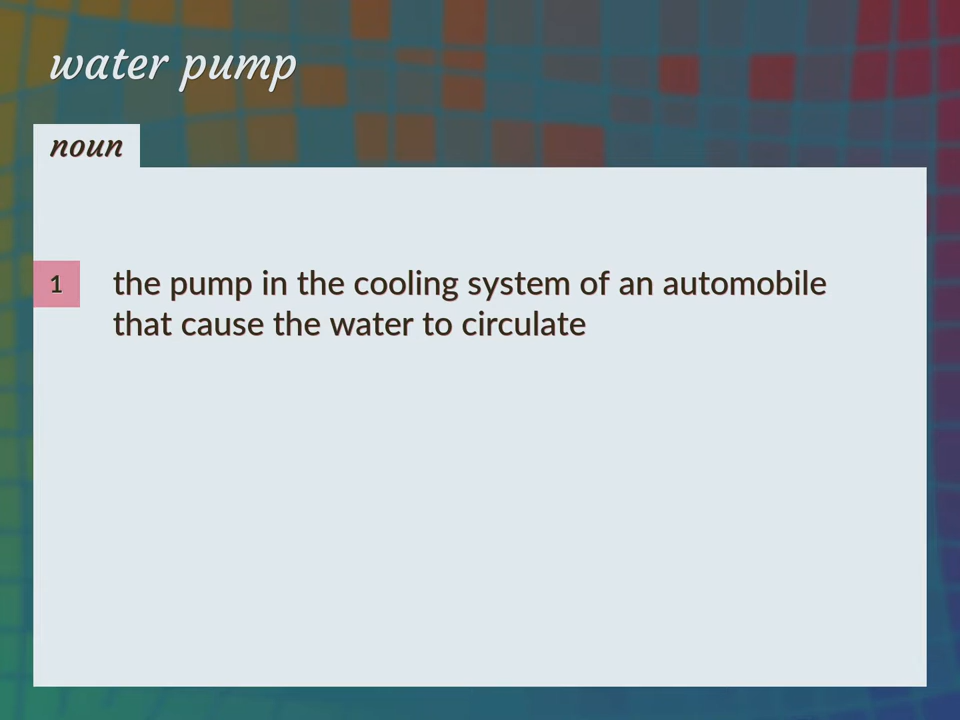 water pump
noun
1
the pump in the cooling system of an automobile
that cause the water to circulate